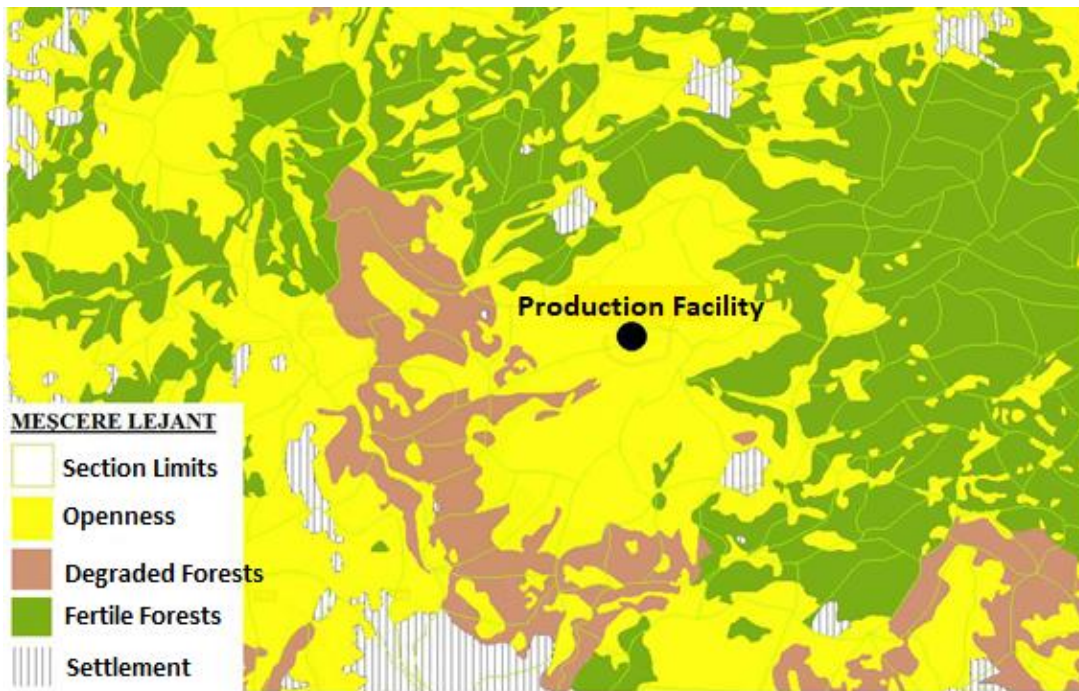 Production Facility
MEŞCERE LEJANT
Section Limits
Openness
Degraded Forests
Fertile Forests
Settlement